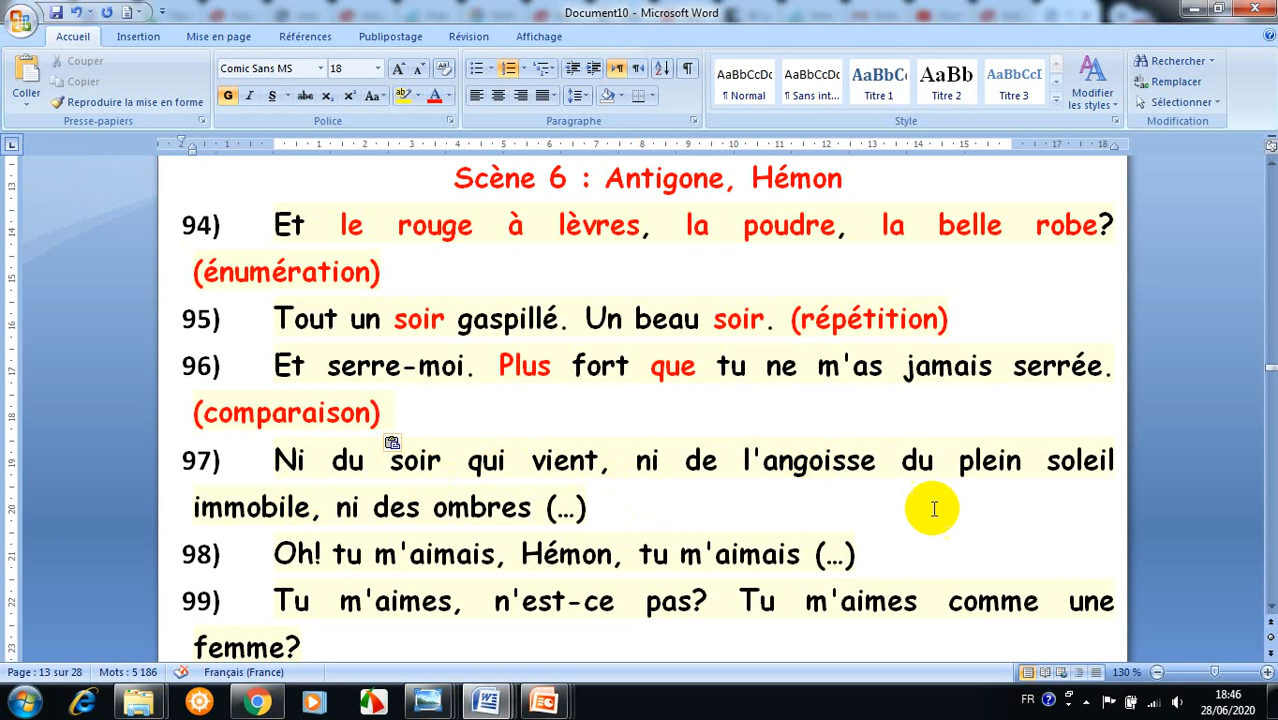 Document10 - Microsoft Word
Accueil Insertion Mise en page Références Publipostage Révision Affichage
Coller
Couper
Copier
Reproduire la mise en forme
Presse-papiers
Comic Sans MS 18
G I S abc x₂ x² Aa
Police
Paragraphe
AaBbCcDc AaBbCcDc AaBbC AaBb AaBbCcI
¶ Normal ¶ Sans int... Titre 1 Titre 2 Titre 3
Modifier
les styles
Style
Rechercher
Remplacer
Sélectionner
Modification
Scène 6 : Antigone, Hémon
94) Et le rouge à lèvres, la poudre, la belle robe?
(énumération)
95) Tout un soir gaspillé. Un beau soir. (répétition)
96) Et serre-moi. Plus fort que tu ne m'as jamais serrée.
(comparaison)
97) Ni du soir qui vient, ni de l'angoisse du plein soleil
immobile, ni des ombres (…)
98) Oh! tu m'aimais, Hémon, tu m'aimais (…)
99) Tu m'aimes, n'est-ce pas? Tu m'aimes comme une
femme?
Page : 13 sur 28 Mots : 5 186 Français (France) 130 %
FR 18:46
28/06/2020